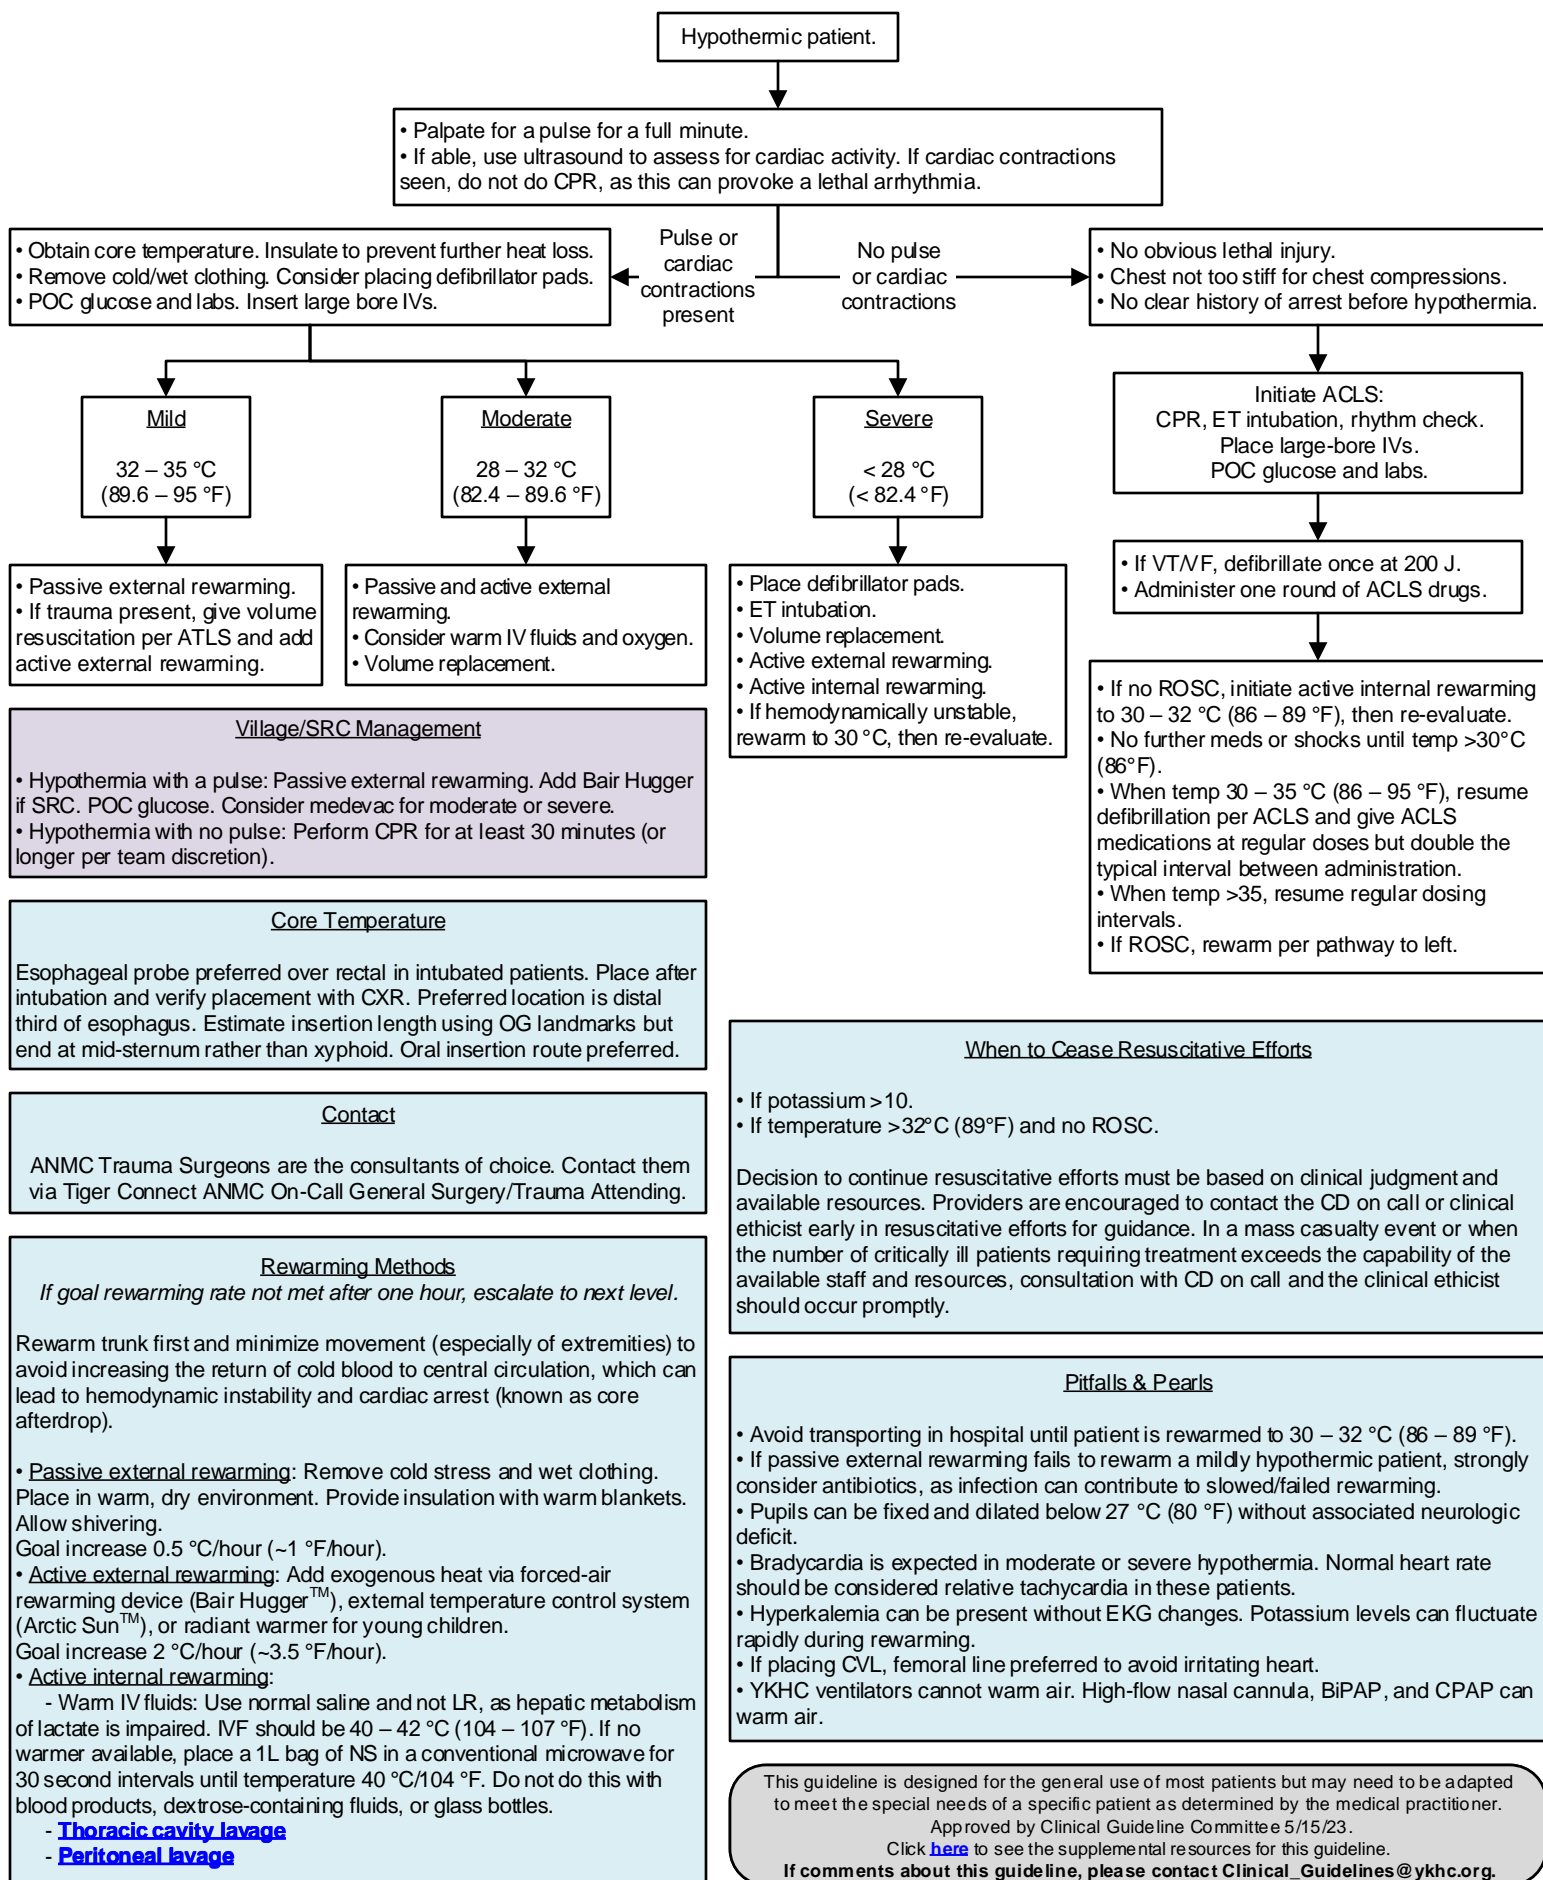 Hypothermic patient.
• Palpate for a pulse for a full minute.
• If able, use ultrasound to assess for cardiac activity. If cardiac contractions
seen, do not do CPR, as this can provoke a lethal arrhythmia.
Pulse or
cardiac
contractions
present
No pulse
or cardiac
contractions
• Obtain core temperature. Insulate to prevent further heat loss.
• Remove cold/wet clothing. Consider placing defibrillator pads.
• POC glucose and labs. Insert large bore IVs.
• No obvious lethal injury.
• Chest not too stiff for chest compressions.
• No clear history of arrest before hypothermia.
Mild
32 – 35 °C
(89.6 – 95 °F)
Moderate
28 – 32 °C
(82.4 – 89.6 °F)
Severe
< 28 °C
(< 82.4 °F)
Initiate ACLS:
CPR, ET intubation, rhythm check.
Place large-bore IVs.
POC glucose and labs.
• Passive external rewarming.
• If trauma present, give volume
resuscitation per ATLS and add
active external rewarming.
• Passive and active external
rewarming.
• Consider warm IV fluids and oxygen.
• Volume replacement.
• Place defibrillator pads.
• ET intubation.
• Volume replacement.
• Active external rewarming.
• Active internal rewarming.
• If hemodynamically unstable,
rewarm to 30 °C, then re-evaluate.
• If VT/VF, defibrillate once at 200 J.
• Administer one round of ACLS drugs.
• If no ROSC, initiate active internal rewarming
to 30 – 32 °C (86 – 89 °F), then re-evaluate.
• No further meds or shocks until temp >30°C
(86°F).
• When temp 30 – 35 °C (86 – 95 °F), resume
defibrillation per ACLS and give ACLS
medications at regular doses but double the
typical interval between administration.
• When temp >35, resume regular dosing
intervals.
• If ROSC, rewarm per pathway to left.
Village/SRC Management
• Hypothermia with a pulse: Passive external rewarming. Add Bair Hugger
if SRC. POC glucose. Consider medevac for moderate or severe.
• Hypothermia with no pulse: Perform CPR for at least 30 minutes (or
longer per team discretion).
Core Temperature
Esophageal probe preferred over rectal in intubated patients. Place after
intubation and verify placement with CXR. Preferred location is distal
third of esophagus. Estimate insertion length using OG landmarks but
end at mid-sternum rather than xyphoid. Oral insertion route preferred.
Contact
ANMC Trauma Surgeons are the consultants of choice. Contact them
via Tiger Connect ANMC On-Call General Surgery/Trauma Attending.
Rewarming Methods
If goal rewarming rate not met after one hour, escalate to next level.
Rewarm trunk first and minimize movement (especially of extremities) to
avoid increasing the return of cold blood to central circulation, which can
lead to hemodynamic instability and cardiac arrest (known as core
afterdrop).
• Passive external rewarming: Remove cold stress and wet clothing.
Place in warm, dry environment. Provide insulation with warm blankets.
Allow shivering.
Goal increase 0.5 °C/hour (~1 °F/hour).
• Active external rewarming: Add exogenous heat via forced-air
rewarming device (Bair Hugger™), external temperature control system
(Arctic Sun™), or radiant warmer for young children.
Goal increase 2 °C/hour (~3.5 °F/hour).
• Active internal rewarming:
- Warm IV fluids: Use normal saline and not LR, as hepatic metabolism
of lactate is impaired. IVF should be 40 – 42 °C (104 – 107 °F). If no
warmer available, place a 1L bag of NS in a conventional microwave for
30 second intervals until temperature 40 °C/104 °F. Do not do this with
blood products, dextrose-containing fluids, or glass bottles.
- Thoracic cavity lavage
- Peritoneal lavage
When to Cease Resuscitative Efforts
• If potassium >10.
• If temperature >32°C (89°F) and no ROSC.
Decision to continue resuscitative efforts must be based on clinical judgment and
available resources. Providers are encouraged to contact the CD on call or clinical
ethicist early in resuscitative efforts for guidance. In a mass casualty event or when
the number of critically ill patients requiring treatment exceeds the capability of the
available staff and resources, consultation with CD on call and the clinical ethicist
should occur promptly.
Pitfalls & Pearls
• Avoid transporting in hospital until patient is rewarmed to 30 – 32 °C (86 – 89 °F).
• If passive external rewarming fails to rewarm a mildly hypothermic patient, strongly
consider antibiotics, as infection can contribute to slowed/failed rewarming.
• Pupils can be fixed and dilated below 27 °C (80 °F) without associated neurologic
deficit.
• Bradycardia is expected in moderate or severe hypothermia. Normal heart rate
should be considered relative tachycardia in these patients.
• Hyperkalemia can be present without EKG changes. Potassium levels can fluctuate
rapidly during rewarming.
• If placing CVL, femoral line preferred to avoid irritating heart.
• YKHC ventilators cannot warm air. High-flow nasal cannula, BiPAP, and CPAP can
warm air.
This guideline is designed for the general use of most patients but may need to be adapted
to meet the special needs of a specific patient as determined by the medical practitioner.
Approved by Clinical Guideline Committee 5/15/23.
Click here to see the supplemental resources for this guideline.
If comments about this guideline, please contact Clinical_Guidelines@ykhc.org.